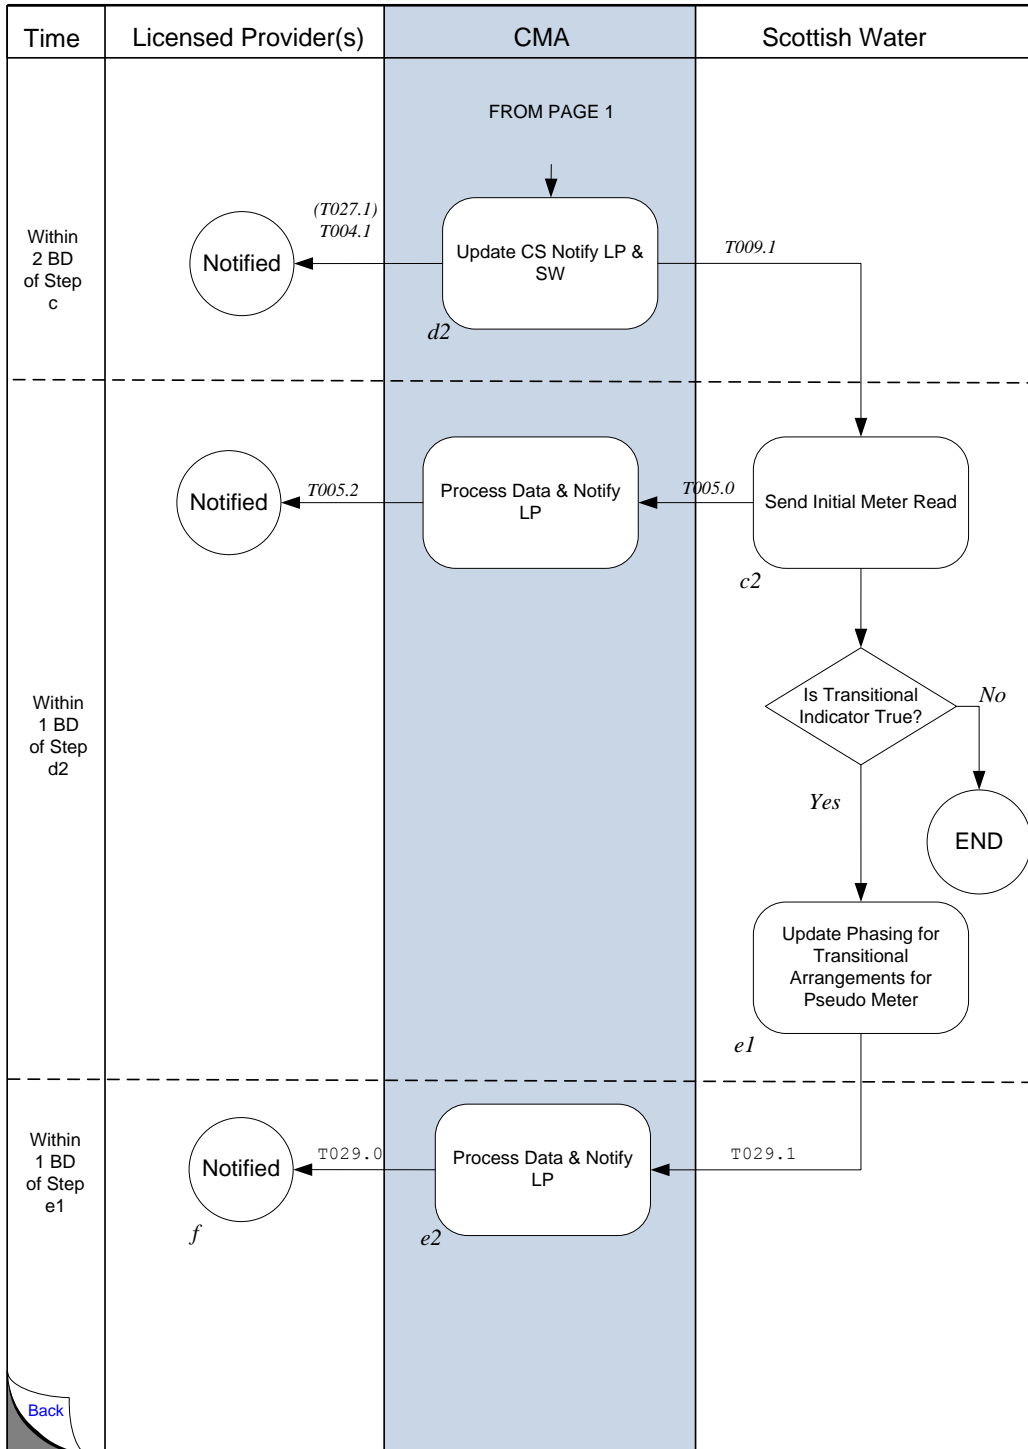 Time
Licensed Provider(s)
CMA
Scottish Water
FROM PAGE 1
Within
2 BD
of Step
c
Notified
(T027.1)
T004.1
Update CS Notify LP &
SW
d2
T009.1
Notified
T005.2
Process Data & Notify
LP
T005.0
Send Initial Meter Read
c2
Within
1 BD
of Step
d2
Is Transitional
Indicator True?
No
Yes
END
Update Phasing for
Transitional
Arrangements for
Pseudo Meter
e1
Within
1 BD
of Step
e1
Notified
f
T029.0
Process Data & Notify
LP
e2
T029.1
Back